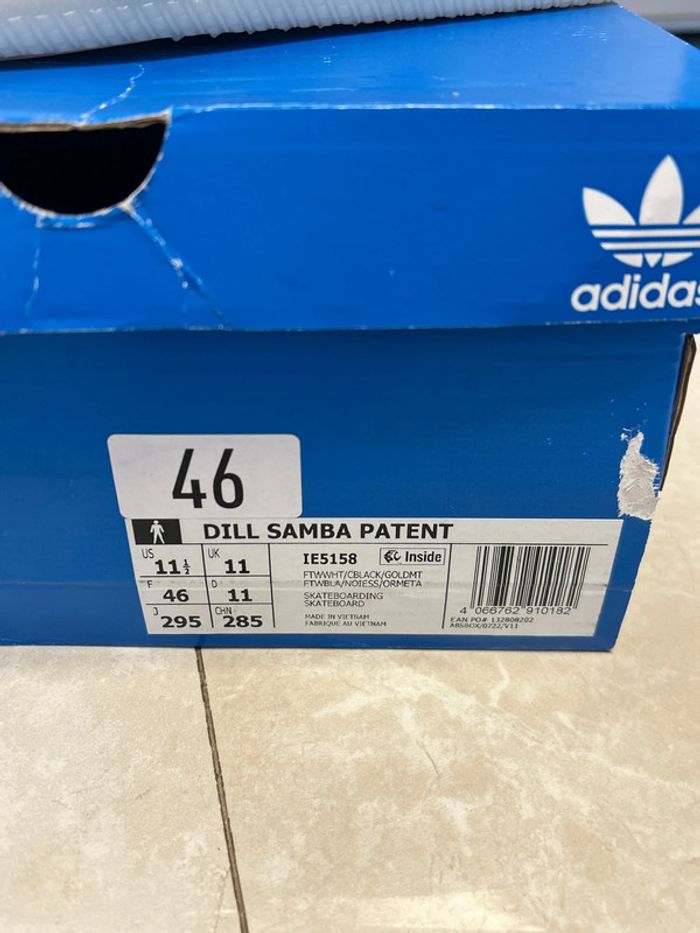 adidas
46
DILL SAMBA PATENT
US 11½ UK 11
F 46 D 11
J 295 CHN 285
IE5158 Inside
FTWWHT/CBLACK/GOLDMT
FTWBLA/NOIESS/ORMETA
SKATEBOARDING
SKATEBOARD
MADE IN VIETNAM
FABRIQUE AU VIETNAM
4 066762 910182
EAN PO# 132808202
ABSBOX/0722/V11